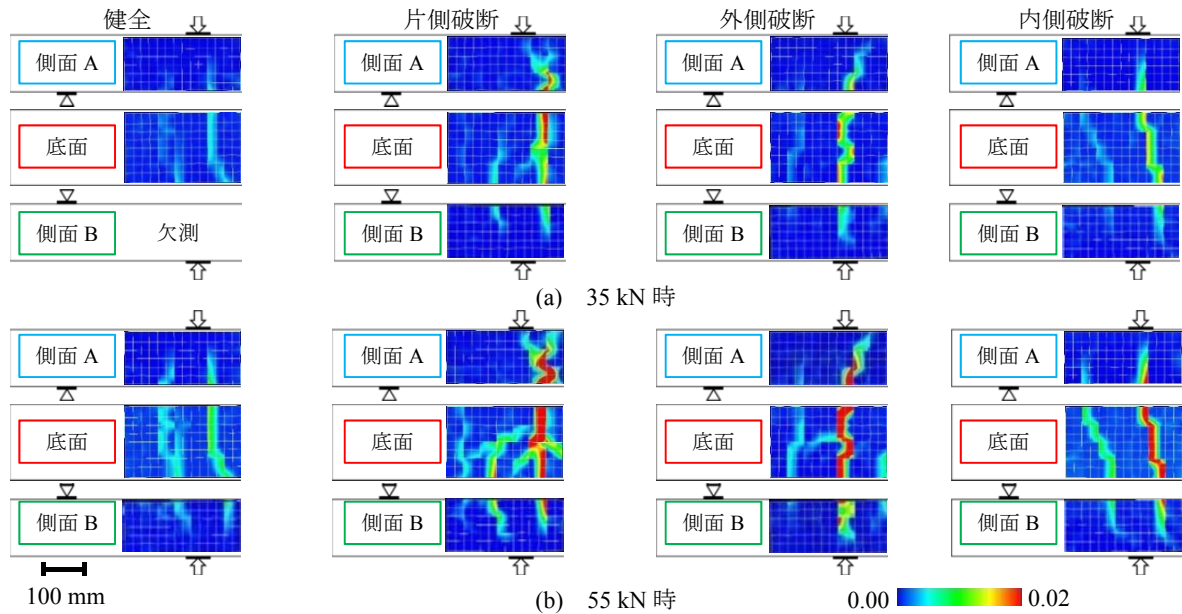 健全 片側破断 外側破断 内側破断
側面 A 側面 A 側面 A 側面 A
底面 底面 底面 底面
側面 B 欠測 側面 B 側面 B 側面 B
(a) 35 kN 時
側面 A 側面 A 側面 A 側面 A
底面 底面 底面 底面
側面 B 側面 B 側面 B 側面 B
100 mm (b) 55 kN 時 0.00 0.02